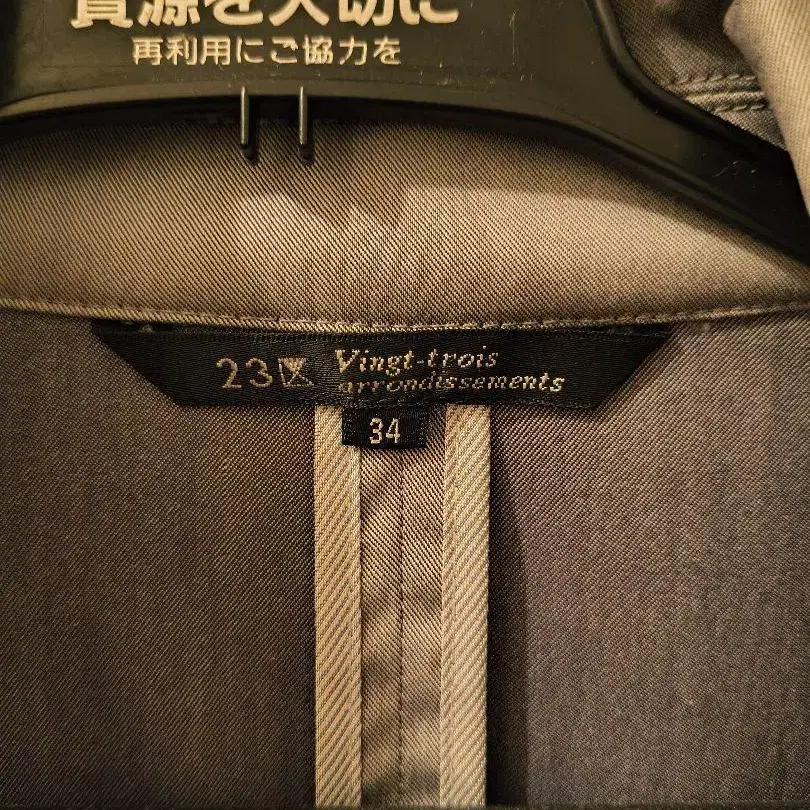 資源を大切に
再利用にご協力を
23区 Vingt-trois
arrondissements
34